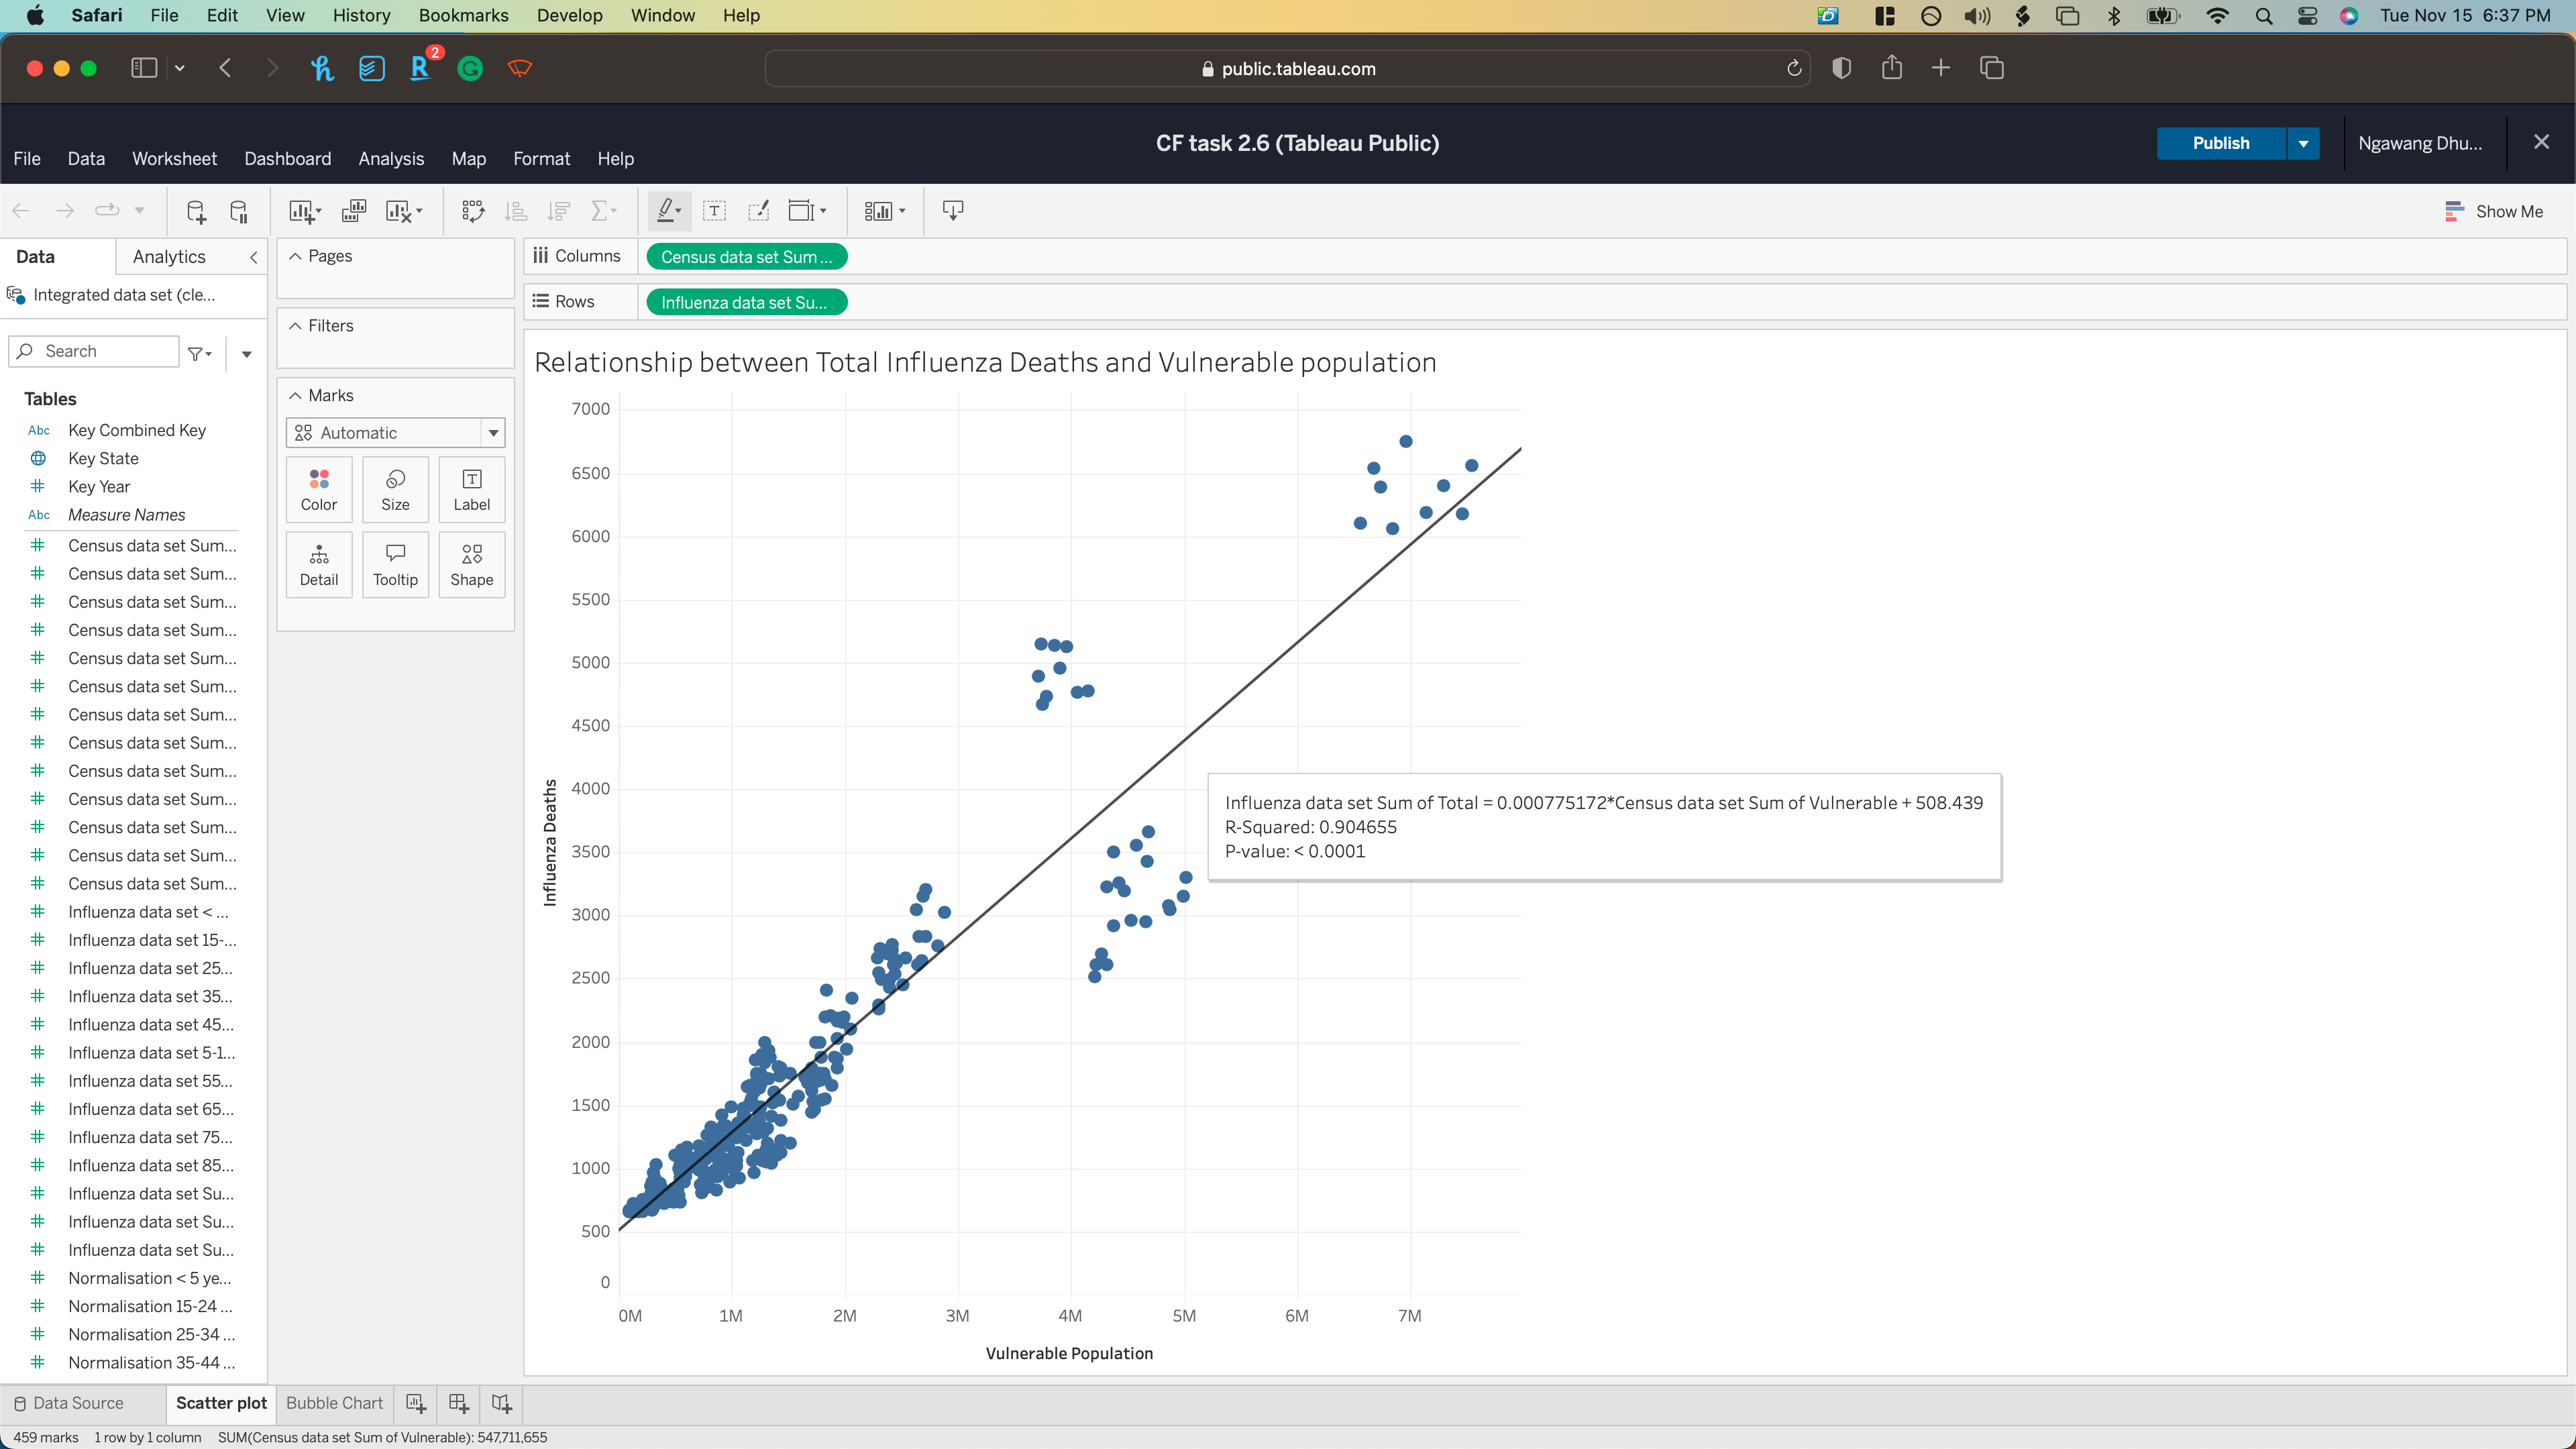 Safari File Edit View History Bookmarks Develop Window Help Tue Nov 15 6:37 PM
2
public.tableau.com
CF task 2.6 (Tableau Public)
Publish
Ngawang Dhu...
File Data Worksheet Dashboard Analysis Map Format Help
Show Me
Data Analytics
Integrated data set (cle...
Search
Tables
Abc Key Combined Key
Key State
Key Year
Abc Measure Names
Census data set Sum...
Census data set Sum...
Census data set Sum...
Census data set Sum...
Census data set Sum...
Census data set Sum...
Census data set Sum...
Census data set Sum...
Census data set Sum...
Census data set Sum...
Census data set Sum...
Census data set Sum...
Census data set Sum...
Influenza data set < ...
Influenza data set 15-...
Influenza data set 25...
Influenza data set 35...
Influenza data set 45...
Influenza data set 5-1...
Influenza data set 55...
Influenza data set 65...
Influenza data set 75...
Influenza data set 85...
Influenza data set Su...
Influenza data set Su...
Influenza data set Su...
Normalisation < 5 ye...
Normalisation 15-24 ...
Normalisation 25-34 ...
Normalisation 35-44 ...
Pages
Filters
Marks
Automatic
Color Size Label
Detail Tooltip Shape
Columns Census data set Sum ...
Rows Influenza data set Su...
Relationship between Total Influenza Deaths and Vulnerable population
7000
6500
6000
5500
5000
4500
4000
3500
3000
2500
2000
1500
1000
500
0
Influenza Deaths
Influenza data set Sum of Total = 0.000775172*Census data set Sum of Vulnerable + 508.439
R-Squared: 0.904655
P-value: < 0.0001
0M 1M 2M 3M 4M 5M 6M 7M
Vulnerable Population
Data Source Scatter plot Bubble Chart
459 marks 1 row by 1 column SUM(Census data set Sum of Vulnerable): 547,711,655